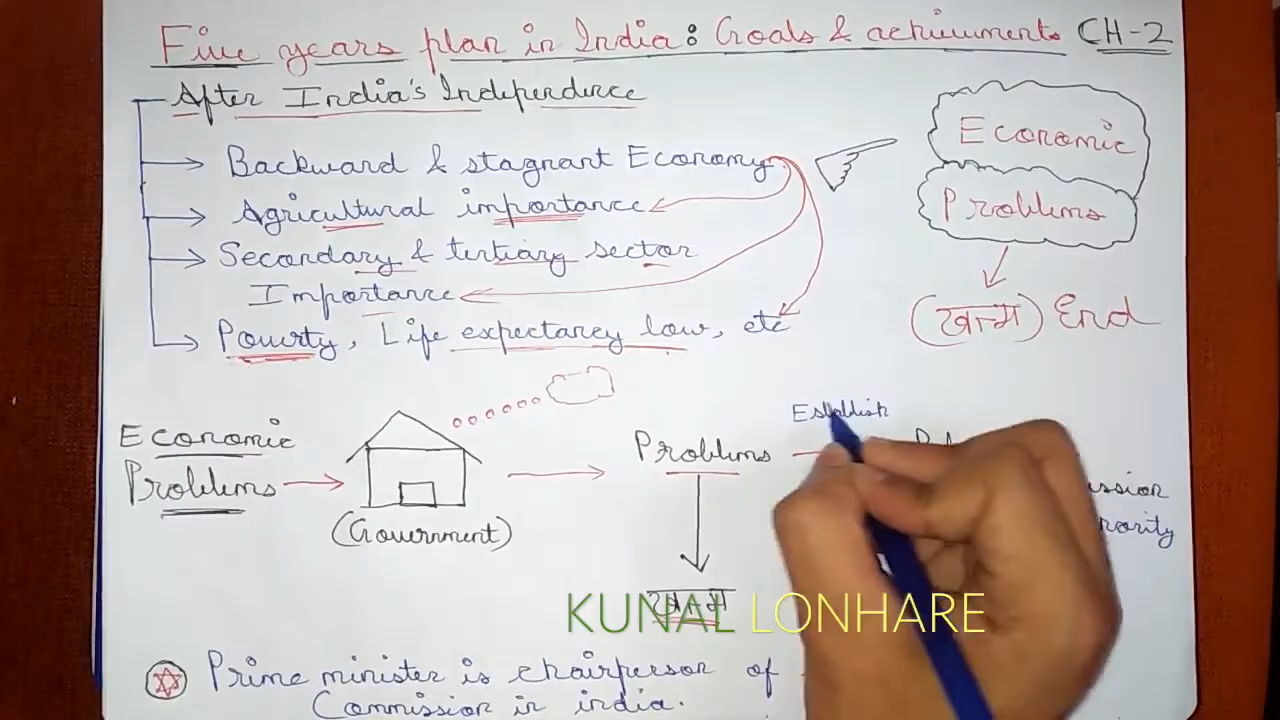 Five years plan in India: Goals & achievements CH-2
After India's Independence
Backward & stagnant Economy
Agricultural importance
Secondary & tertiary sector
Importance
Poverty, Life expectancy low, etc
Economic
Problems
(खत्म) End
Economic
Problems
(Government)
Problems
Establish
खत्म
KUNAL LONHARE
Prime minister is chairperson of
Commission in india.